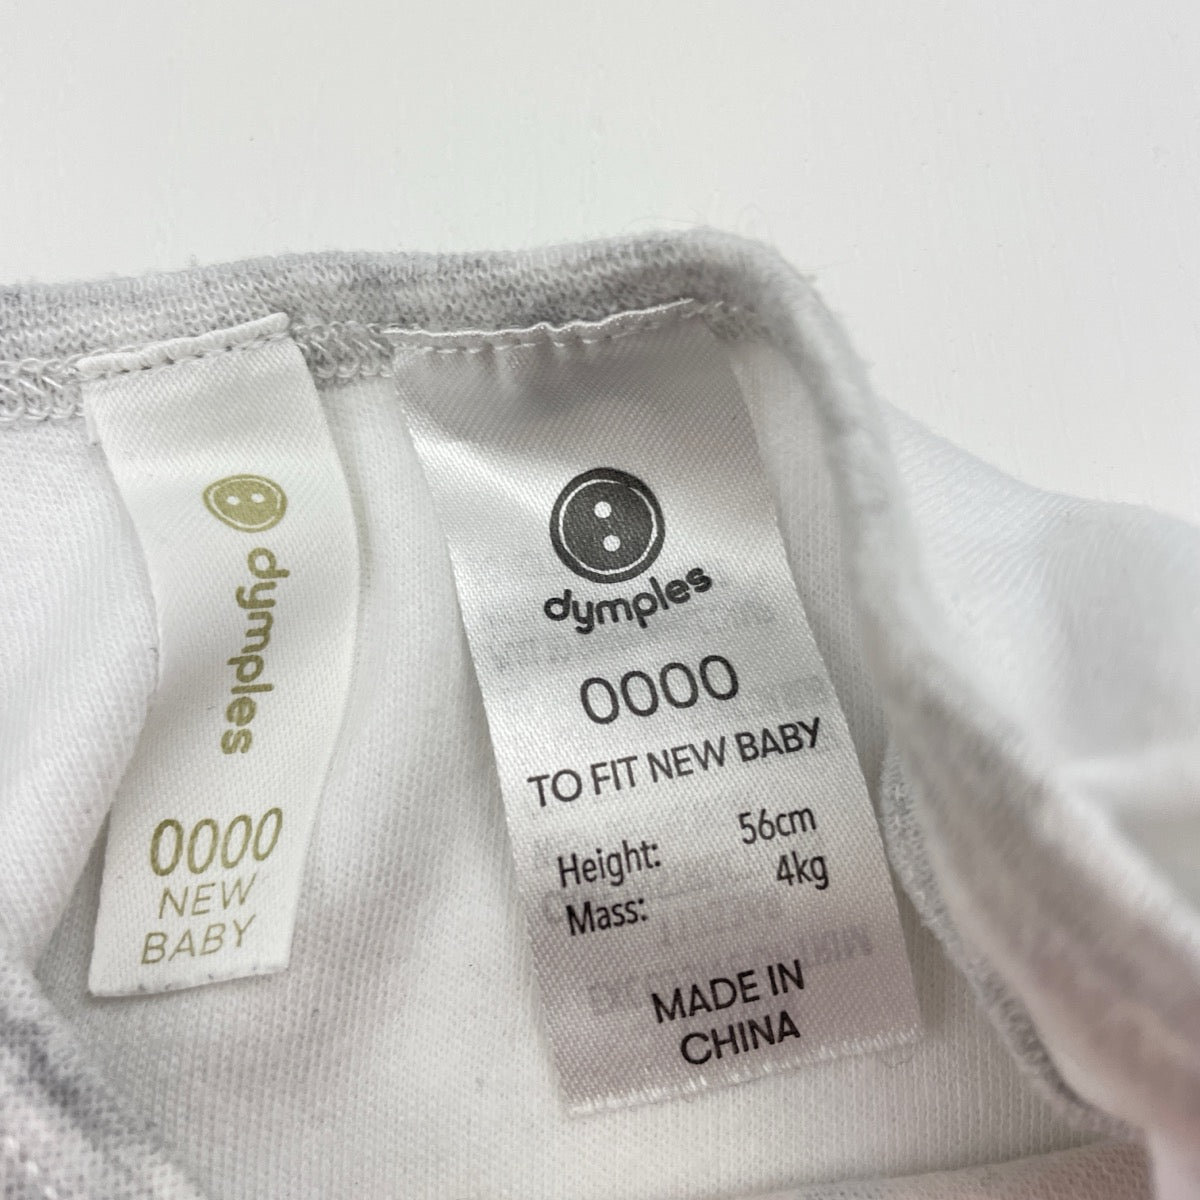 dymples
0000
NEW
BABY
dymples
0000
TO FIT NEW BABY
Height: 56cm
Mass: 4kg
MADE IN
CHINA